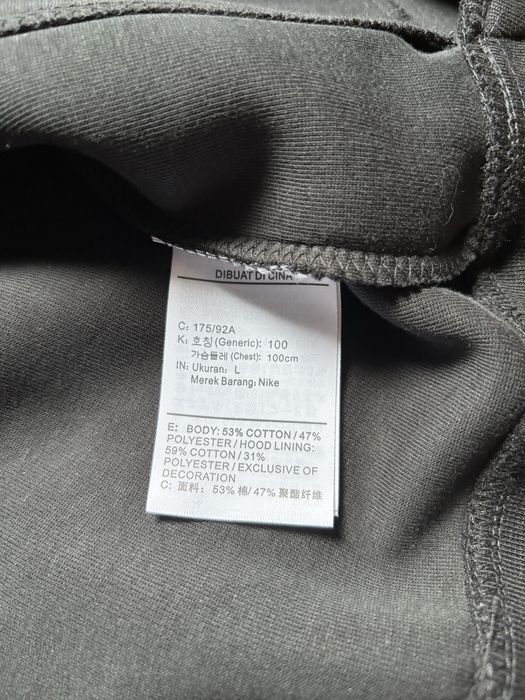 DIBUAT DI CINA
C: 175/92A
K: 호칭 (Generic): 100
가슴둘레 (Chest): 100cm
IN: Ukuran: L
Merek Barang: Nike
E: BODY: 53% COTTON / 47%
POLYESTER / HOOD LINING:
59% COTTON / 31%
POLYESTER / EXCLUSIVE OF
DECORATION
C: 面料: 53% 棉/ 47% 聚酯纤维